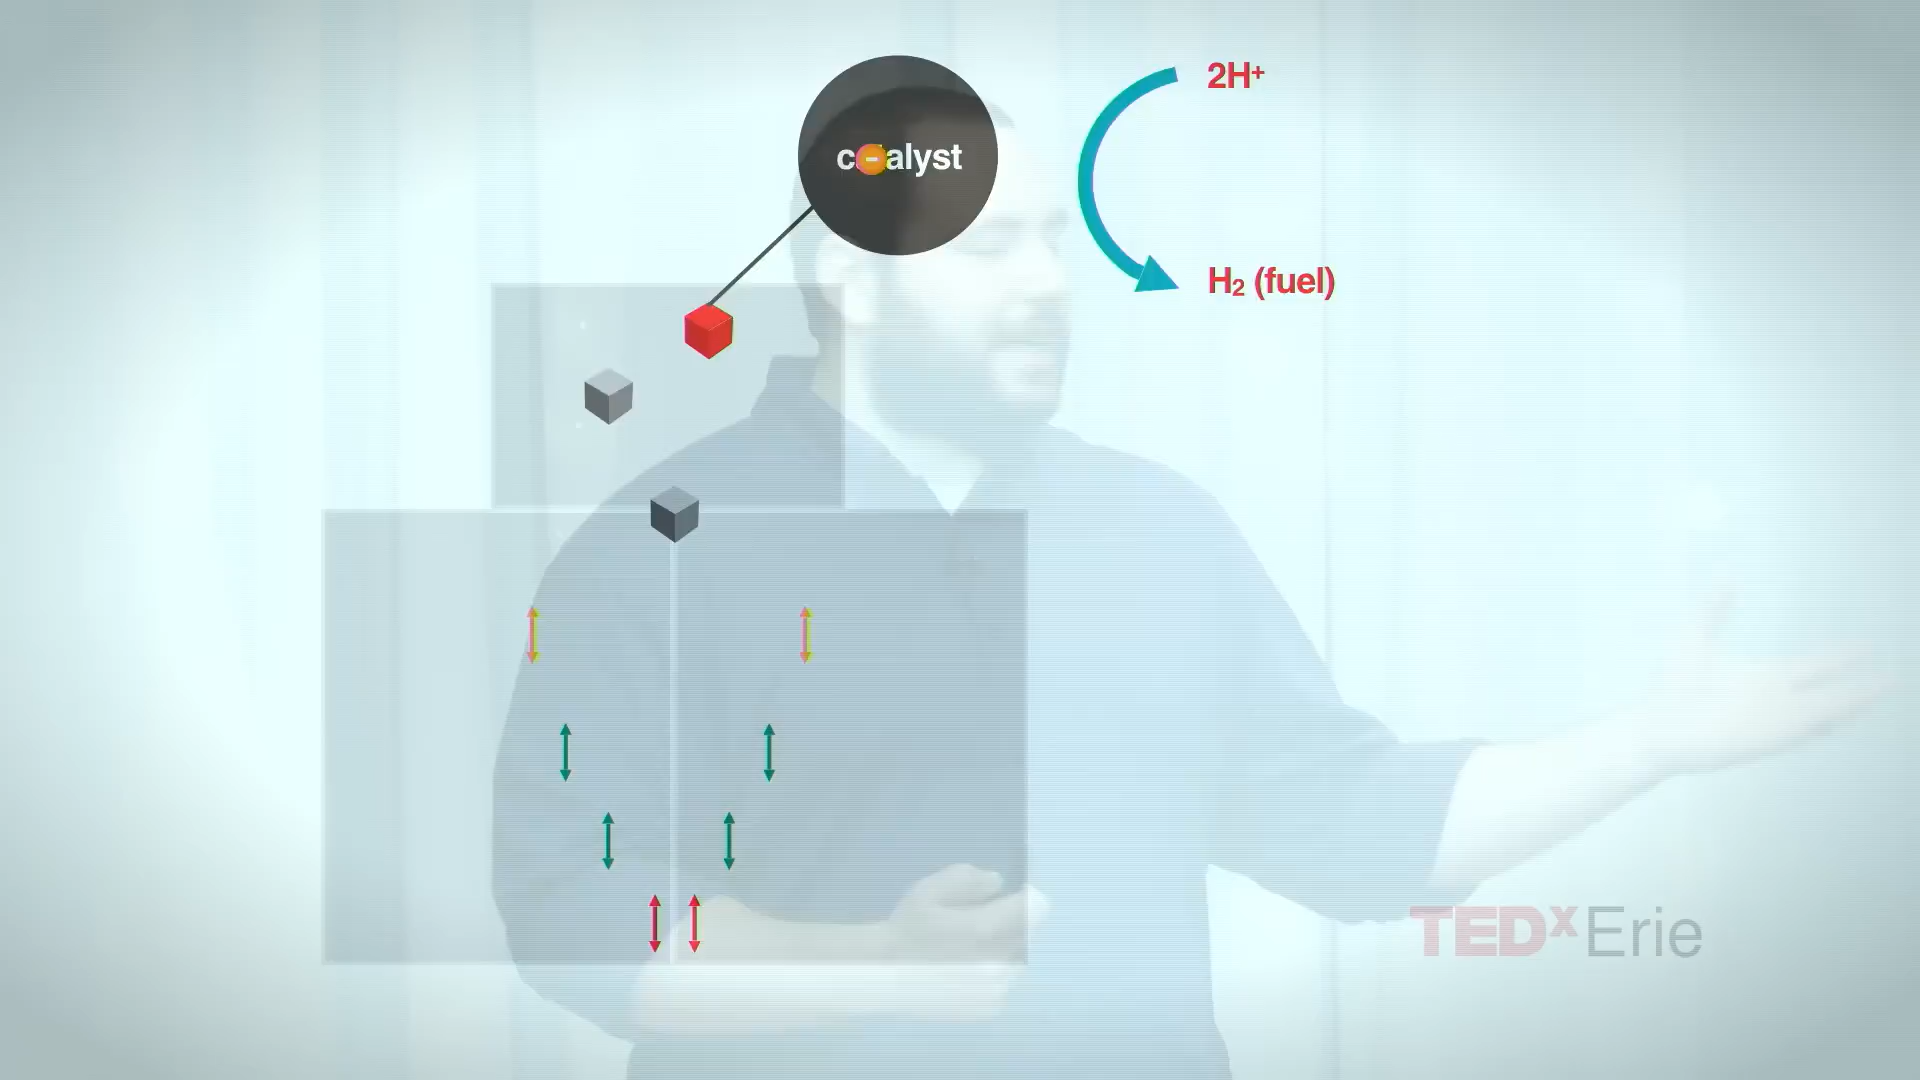 2H⁺
c-alyst
H₂ (fuel)
TEDxErie